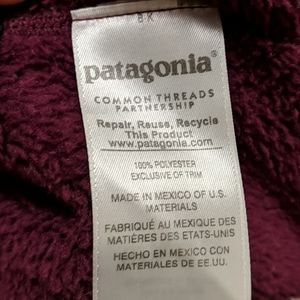 patagonia®
COMMON THREADS
PARTNERSHIP
Repair, Reuse, Recycle
This Product
www.patagonia.com
100% POLYESTER
EXCLUSIVE OF TRIM
MADE IN MEXICO OF U.S.
MATERIALS
FABRIQUÉ AU MEXIQUE DES
MATIÈRES DES ETATS-UNIS
HECHO EN MÉXICO CON
MATERIALES DE EE.UU.